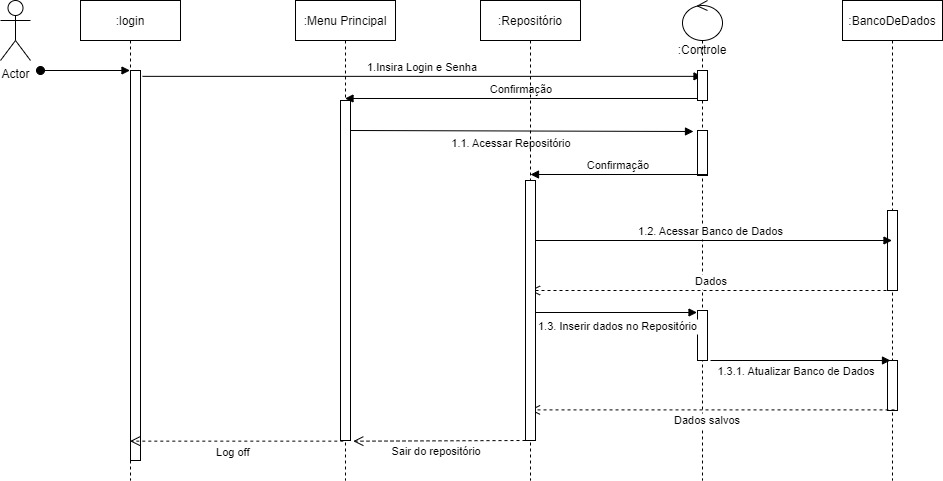 :login
:Menu Principal
:Repositório
:Controle
:BancoDeDados
Actor
1.Insira Login e Senha
Confirmação
1.1. Acessar Repositório
Confirmação
1.2. Acessar Banco de Dados
Dados
1.3. Inserir dados no Repositório
1.3.1. Atualizar Banco de Dados
Dados salvos
Sair do repositório
Log off